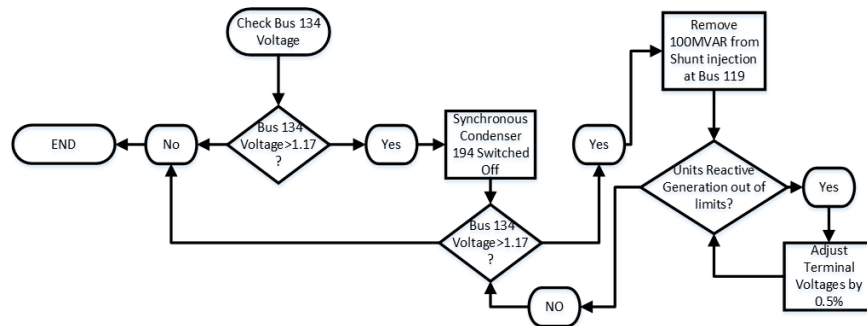 Check Bus 134
Voltage
Remove
100MVAR from
Shunt injection
at Bus 119
END
No
Bus 134
Voltage>1.17
?
Yes
Synchronous
Condenser
194 Switched
Off
Yes
Units Reactive
Generation out of
limits?
Yes
Bus 134
Voltage>1.17
?
NO
Adjust
Terminal
Voltages by
0.5%